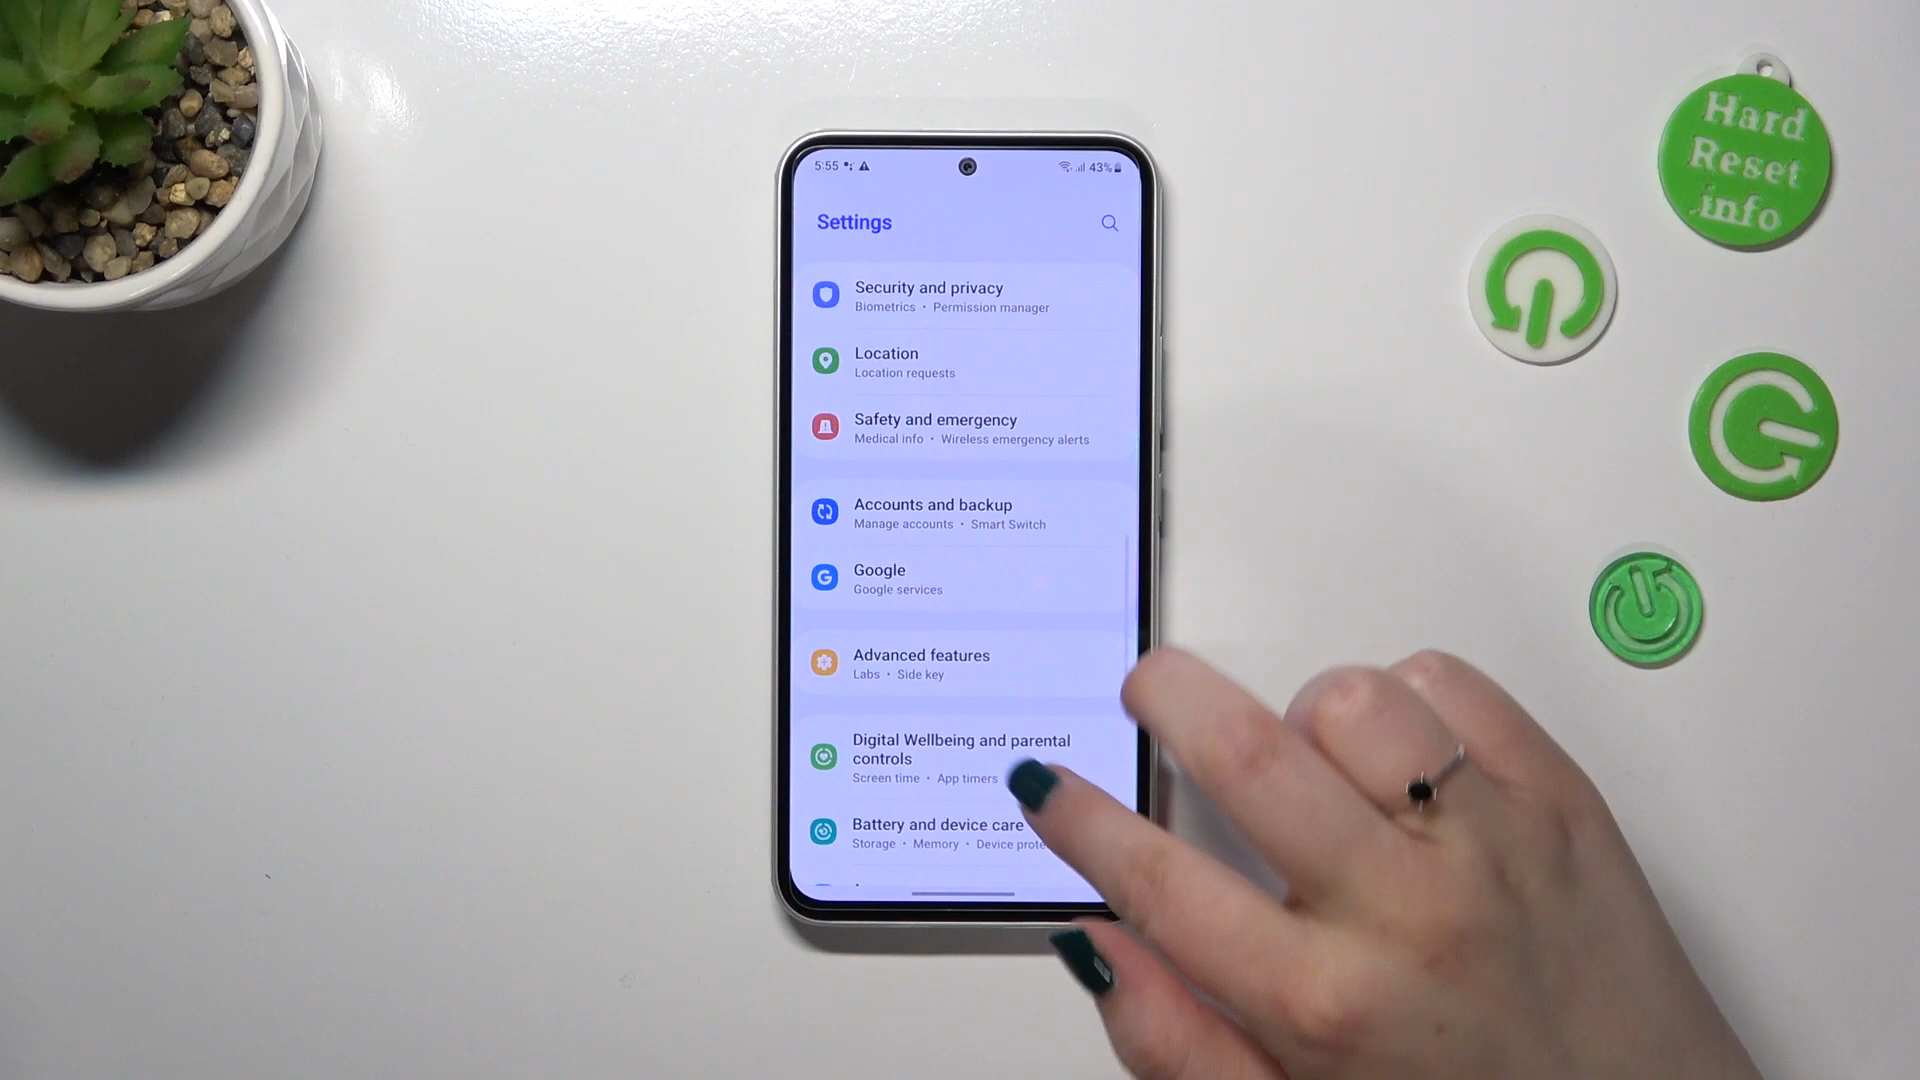 5:55
43%
Settings
Security and privacy
Biometrics • Permission manager
Location
Location requests
Safety and emergency
Medical info • Wireless emergency alerts
Accounts and backup
Manage accounts • Smart Switch
Google
Google services
Advanced features
Labs • Side key
Digital Wellbeing and parental
controls
Screen time • App timers
Battery and device care
Storage • Memory • Device
Hard
Reset
info